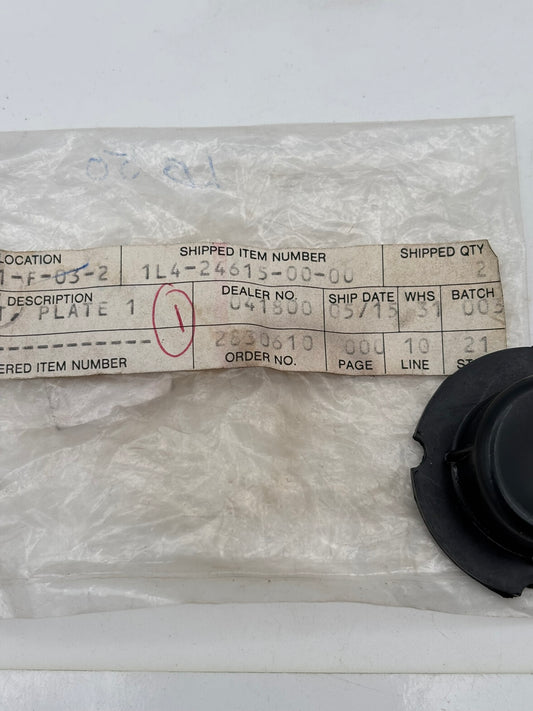 LOCATION SHIPPED ITEM NUMBER SHIPPED QTY
-F-03-2 1L4-24615-00-00 2
DESCRIPTION DEALER NO. SHIP DATE WHS BATCH
PLATE 1 041800 05/15 31 003
1
-------------- 2830610 000 10 21
ERED ITEM NUMBER ORDER NO. PAGE LINE